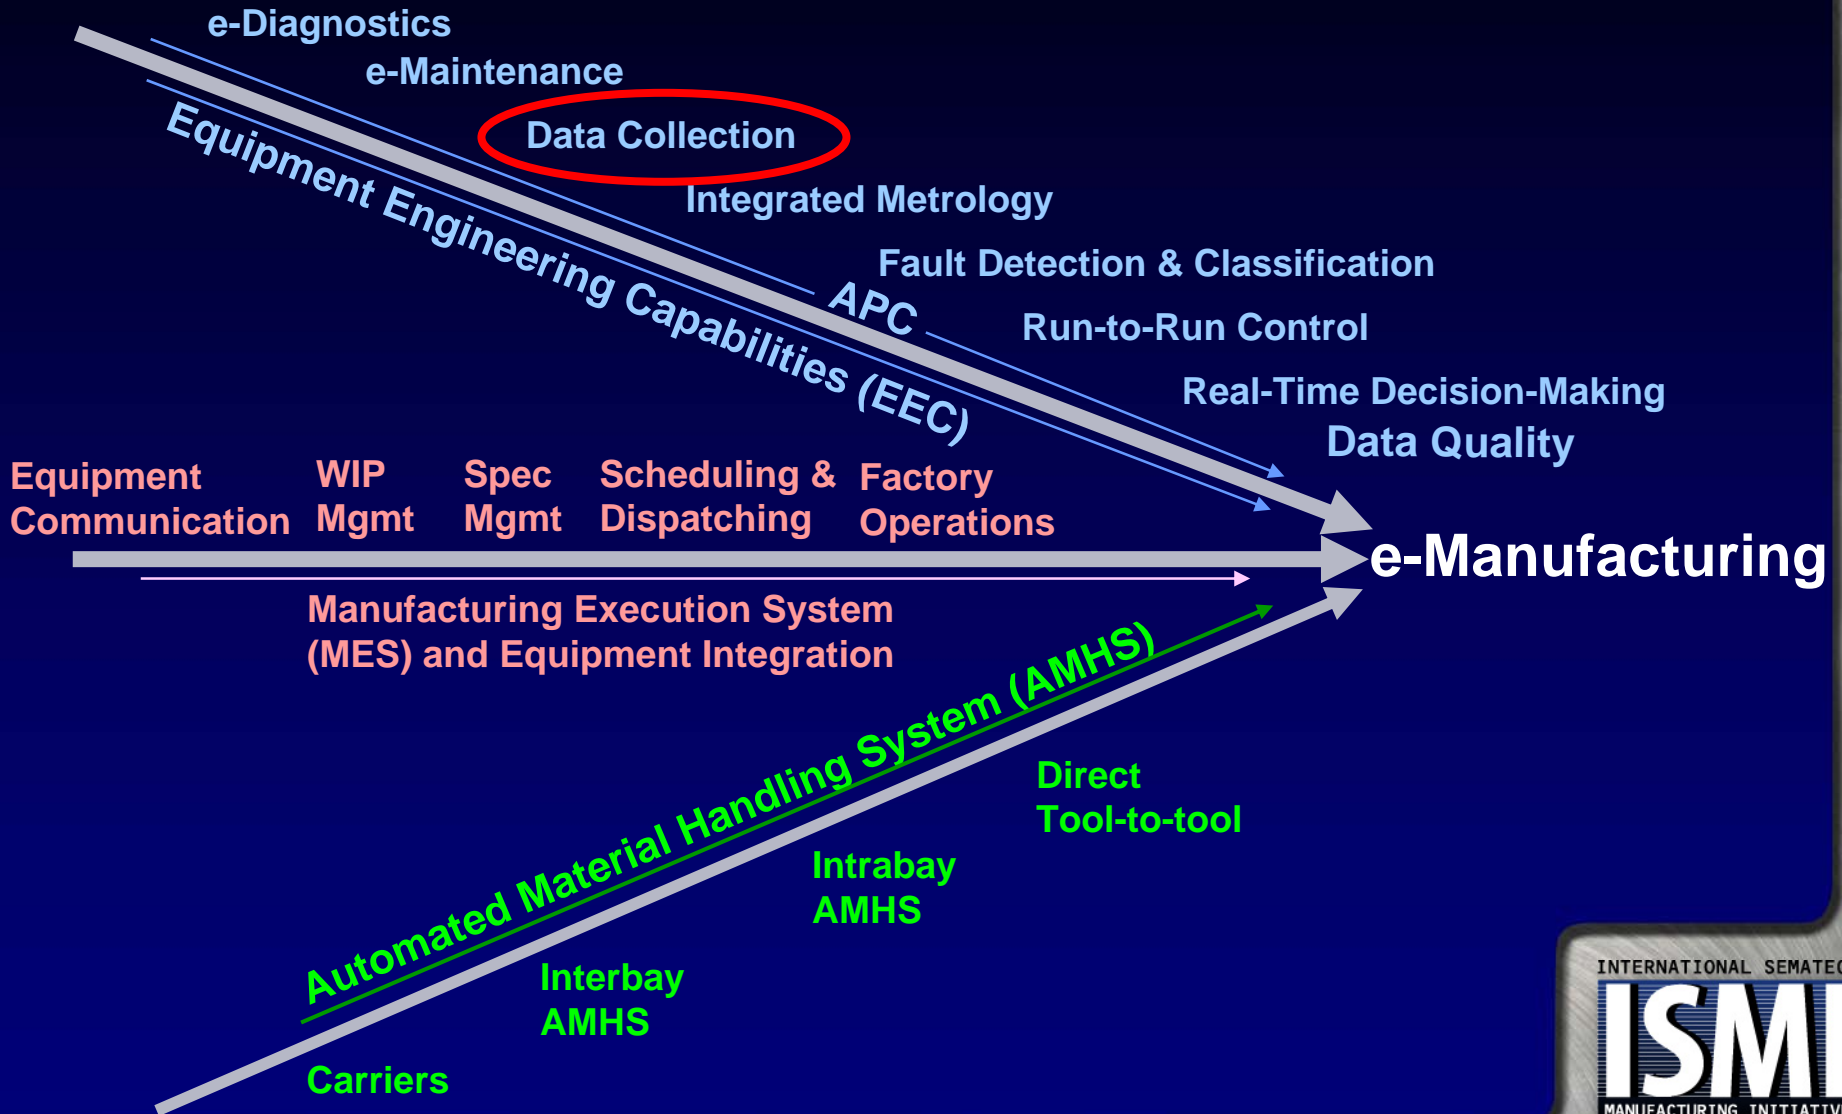 e-Diagnostics
e-Maintenance
Data Collection
Integrated Metrology
Fault Detection & Classification
Run-to-Run Control
Real-Time Decision-Making
Data Quality
APC
Equipment Engineering Capabilities (EEC)
Equipment
Communication
WIP
Mgmt
Spec
Mgmt
Scheduling &
Dispatching
Factory
Operations
e-Manufacturing
Manufacturing Execution System
(MES) and Equipment Integration
Automated Material Handling System (AMHS)
Direct
Tool-to-tool
Intrabay
AMHS
Interbay
AMHS
Carriers
INTERNATIONAL
ISMI
MANUFACTURING